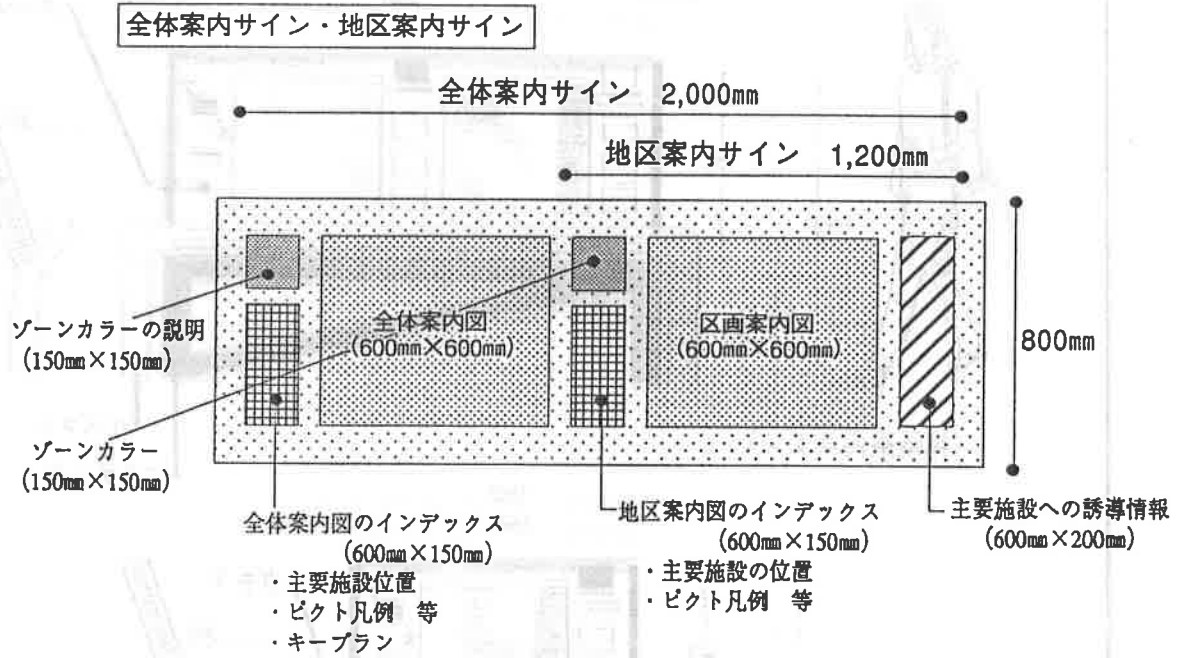 全体案内サイン・地区案内サイン
全体案内サイン 2,000mm
地区案内サイン 1,200mm
800mm
全体案内図
(600mm×600mm)
区画案内図
(600mm×600mm)
ゾーンカラーの説明
(150mm×150mm)
ゾーンカラー
(150mm×150mm)
全体案内図のインデックス
(600mm×150mm)
・主要施設位置
・ピクト凡例 等
・キープラン
地区案内図のインデックス
(600mm×150mm)
・主要施設の位置
・ピクト凡例 等
主要施設への誘導情報
(600mm×200mm)